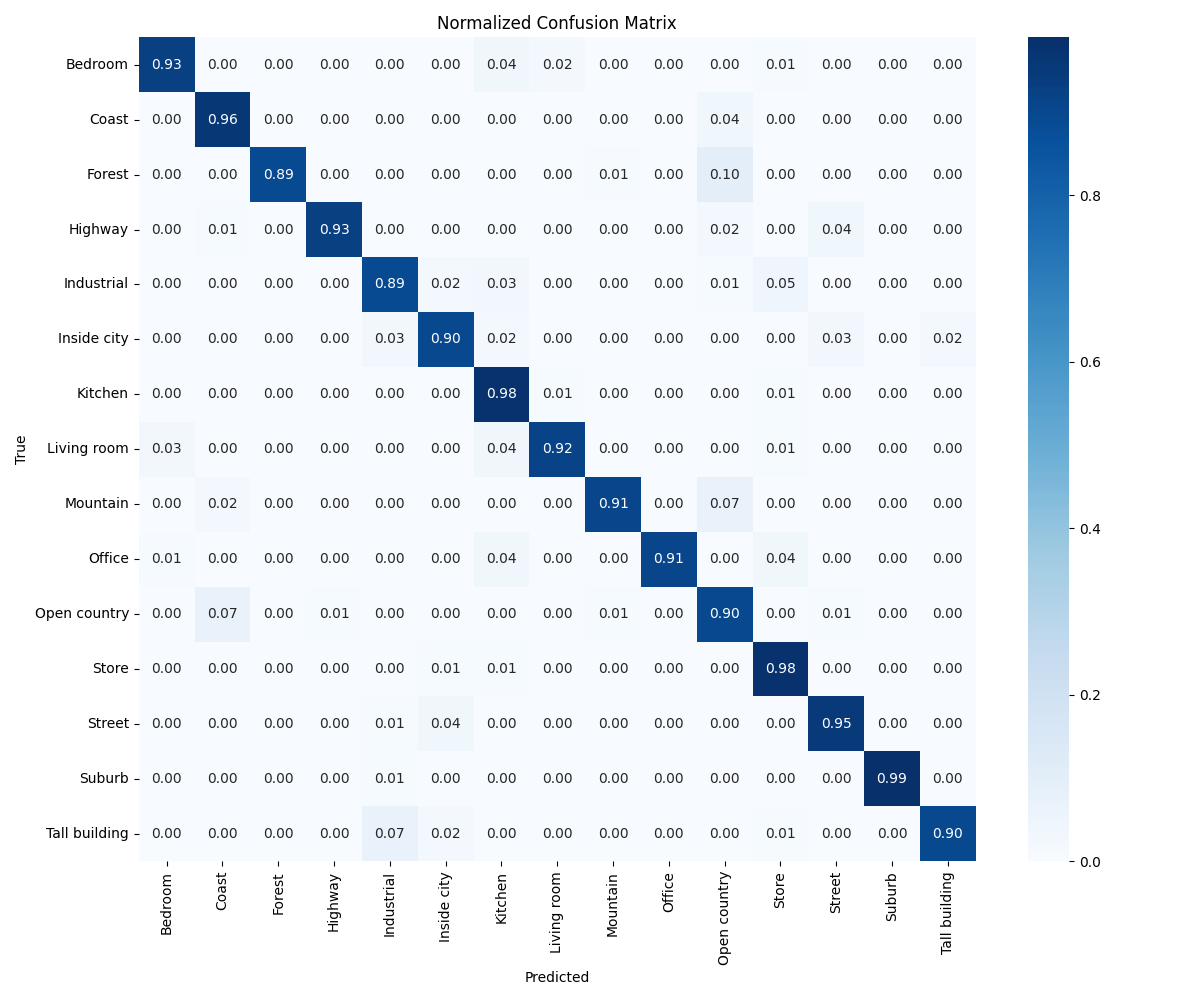 Normalized Confusion Matrix
Bedroom 0.93 0.00 0.00 0.00 0.00 0.00 0.04 0.02 0.00 0.00 0.00 0.01 0.00 0.00 0.00
Coast 0.00 0.96 0.00 0.00 0.00 0.00 0.00 0.00 0.00 0.00 0.04 0.00 0.00 0.00 0.00
Forest 0.00 0.00 0.89 0.00 0.00 0.00 0.00 0.00 0.01 0.00 0.10 0.00 0.00 0.00 0.00
Highway 0.00 0.01 0.00 0.93 0.00 0.00 0.00 0.00 0.00 0.00 0.02 0.00 0.04 0.00 0.00
Industrial 0.00 0.00 0.00 0.00 0.89 0.02 0.03 0.00 0.00 0.00 0.01 0.05 0.00 0.00 0.00
Inside city 0.00 0.00 0.00 0.00 0.03 0.90 0.02 0.00 0.00 0.00 0.00 0.00 0.03 0.00 0.02
Kitchen 0.00 0.00 0.00 0.00 0.00 0.00 0.98 0.01 0.00 0.00 0.00 0.01 0.00 0.00 0.00
Living room 0.03 0.00 0.00 0.00 0.00 0.00 0.04 0.92 0.00 0.00 0.00 0.01 0.00 0.00 0.00
Mountain 0.00 0.02 0.00 0.00 0.00 0.00 0.00 0.00 0.91 0.00 0.07 0.00 0.00 0.00 0.00
Office 0.01 0.00 0.00 0.00 0.00 0.00 0.04 0.00 0.00 0.91 0.00 0.04 0.00 0.00 0.00
Open country 0.00 0.07 0.00 0.01 0.00 0.00 0.00 0.00 0.01 0.00 0.90 0.00 0.01 0.00 0.00
Store 0.00 0.00 0.00 0.00 0.00 0.01 0.01 0.00 0.00 0.00 0.00 0.98 0.00 0.00 0.00
Street 0.00 0.00 0.00 0.00 0.01 0.04 0.00 0.00 0.00 0.00 0.00 0.00 0.95 0.00 0.00
Suburb 0.00 0.00 0.00 0.00 0.01 0.00 0.00 0.00 0.00 0.00 0.00 0.00 0.00 0.99 0.00
Tall building 0.00 0.00 0.00 0.00 0.07 0.02 0.00 0.00 0.00 0.00 0.00 0.01 0.00 0.00 0.90
True
Bedroom Coast Forest Highway Industrial Inside city Kitchen Living room Mountain Office Open country Store Street Suburb Tall building
Predicted
0.8
0.6
0.4
0.2
0.0